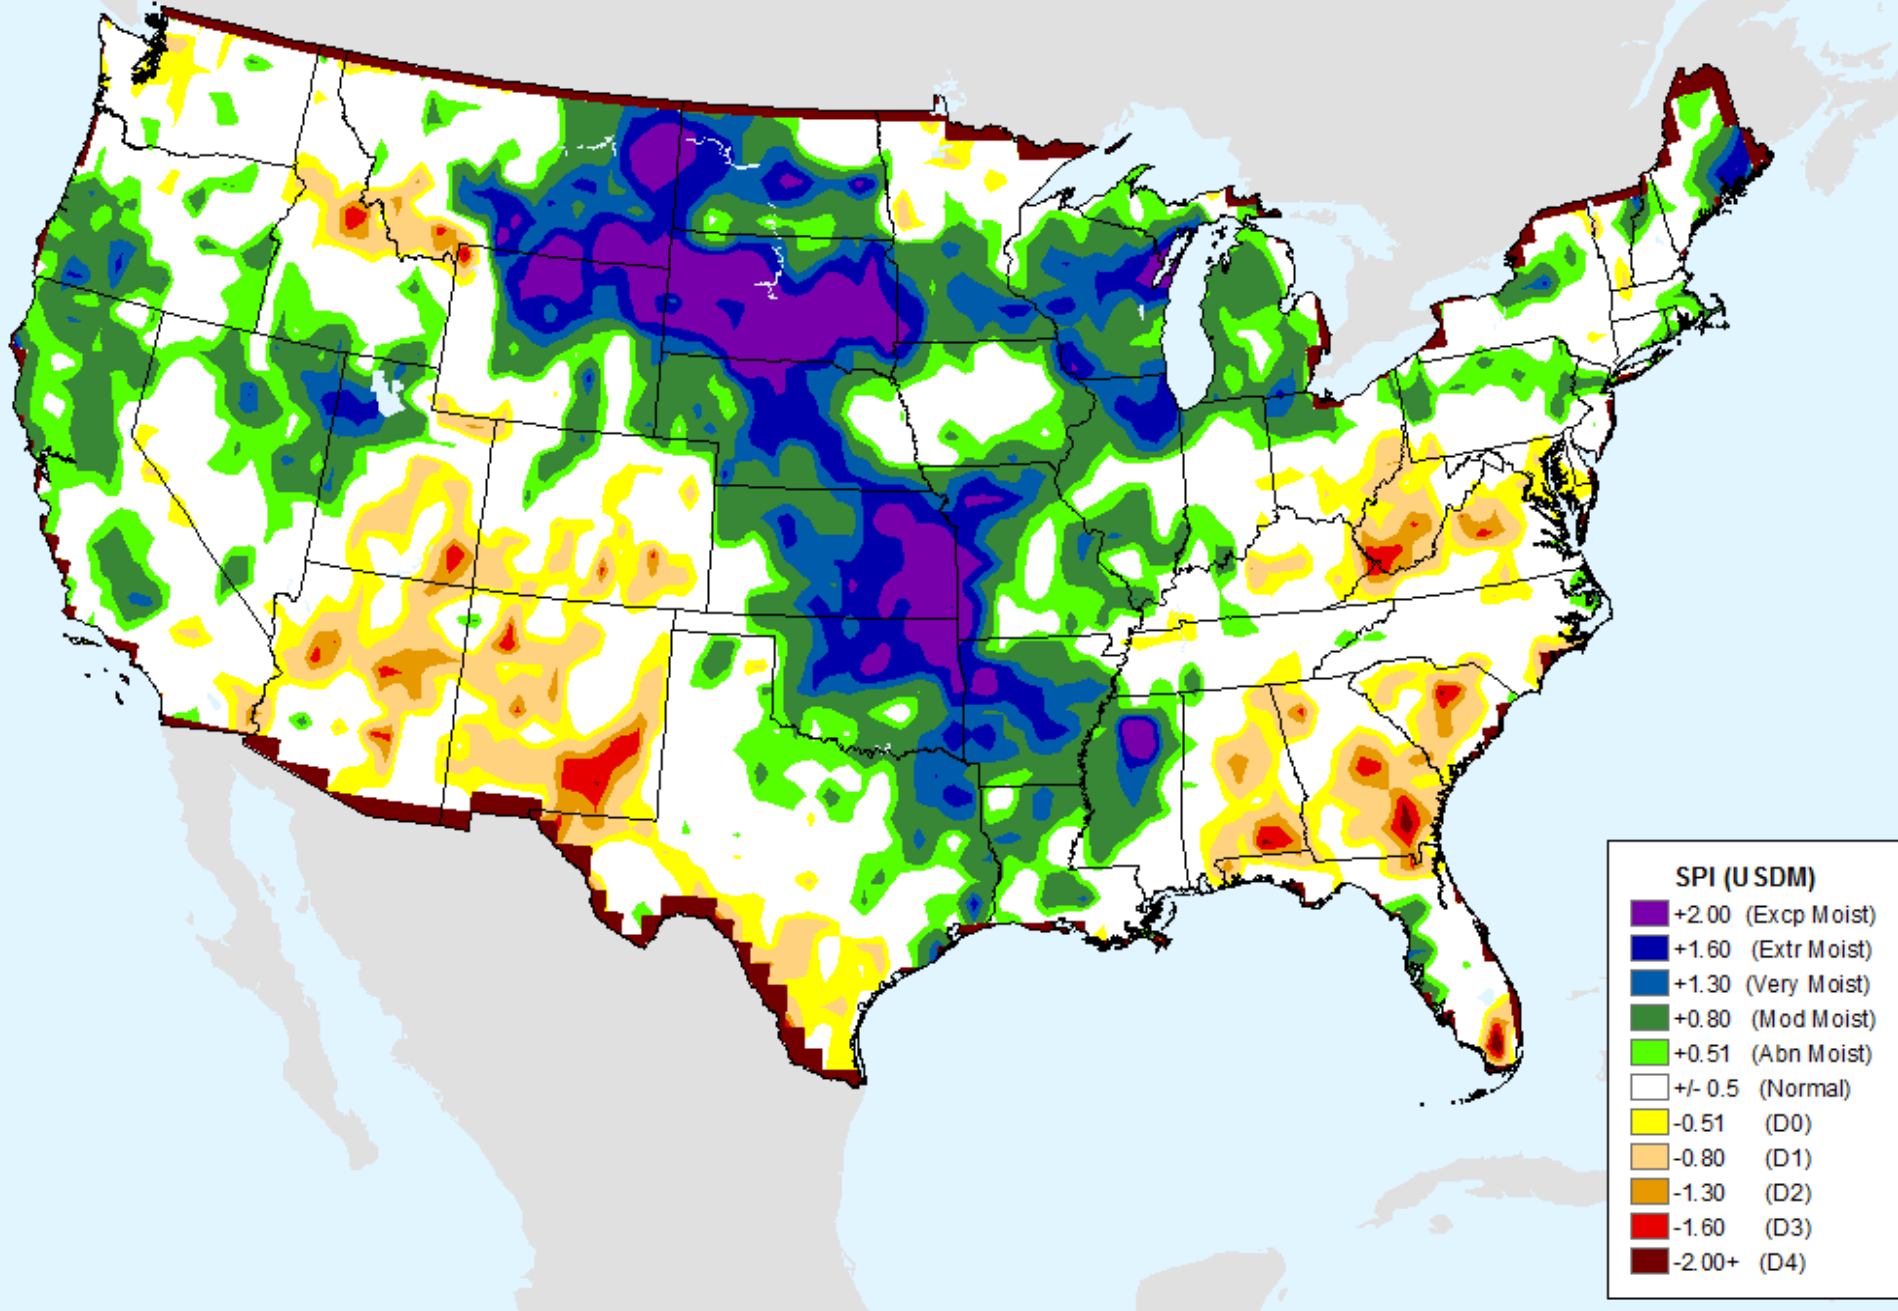 SPI (USDM)
+2.00 (Excp Moist)
+1.60 (Extr Moist)
+1.30 (Very Moist)
+0.80 (Mod Moist)
+0.51 (Abn Moist)
+/- 0.5 (Normal)
-0.51 (D0)
-0.80 (D1)
-1.30 (D2)
-1.60 (D3)
-2.00+ (D4)